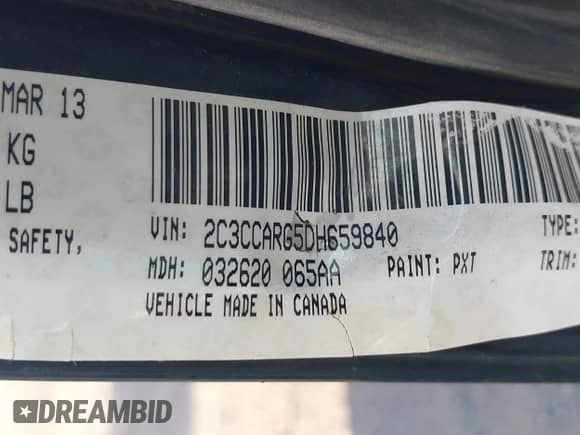 MAR 13
KG
LB
SAFETY,
VIN: 2C3CCARG5DH659840 TYPE:
MDH: 032620 065AA PAINT: PXT TRIM:
VEHICLE MADE IN CANADA
DREAMBID